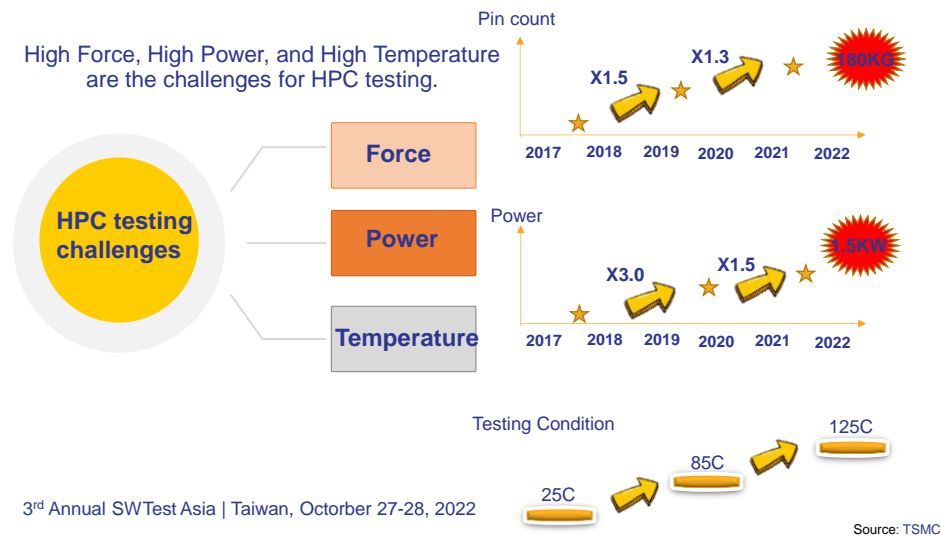 High Force, High Power, and High Temperature
are the challenges for HPC testing.
HPC testing
challenges
Force
Power
Temperature
Pin count
X1.5
X1.3
180KG
2017 2018 2019 2020 2021 2022
Power
X3.0
X1.5
1.5KW
2017 2018 2019 2020 2021 2022
Testing Condition
25C
85C
125C
3rd Annual SWTest Asia | Taiwan, Octorber 27-28, 2022
Source: TSMC